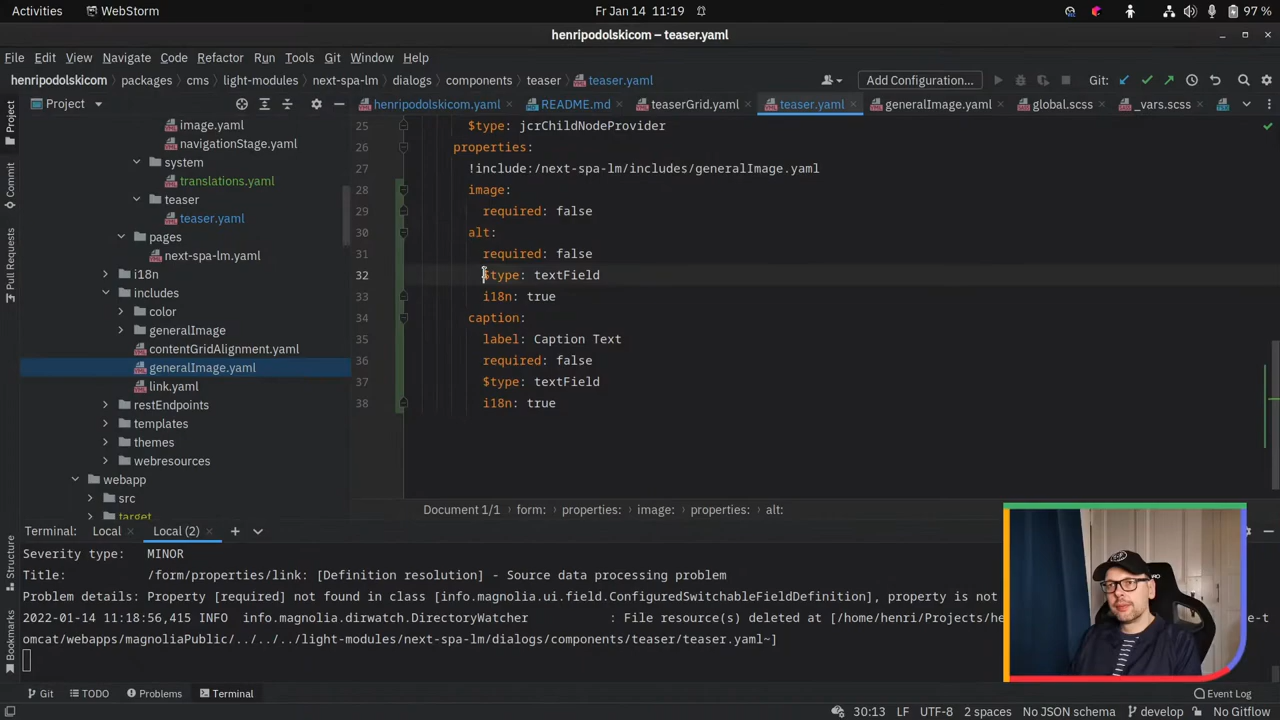 Activities
WebStorm
Fr Jan 14 11:19
97 %
henripodolskicom – teaser.yaml
File Edit View Navigate Code Refactor Run Tools Git Window Help
henripodolskicom packages cms light-modules next-spa-lm dialogs components teaser teaser.yaml
Add Configuration...
Git:
Project
henripodolskicom.yaml
README.md
teaserGrid.yaml
teaser.yaml
generalImage.yaml
global.scss
_vars.scss
Project
Commit
Pull Requests
Structure
Bookmarks
image.yaml
navigationStage.yaml
system
translations.yaml
teaser
teaser.yaml
pages
next-spa-lm.yaml
i18n
includes
color
generalImage
contentGridAlignment.yaml
generalImage.yaml
link.yaml
restEndpoints
templates
themes
webresources
webapp
src
target
25 $type: jcrChildNodeProvider
26 properties:
27 !include:/next-spa-lm/includes/generalImage.yaml
28 image:
29 required: false
30 alt:
31 required: false
32 $type: textField
33 i18n: true
34 caption:
35 label: Caption Text
36 required: false
37 $type: textField
38 i18n: true
Document 1/1 form: properties: image: properties: alt:
Terminal: Local Local (2)
Severity type: MINOR
Title: /form/properties/link: [Definition resolution] - Source data processing problem
Problem details: Property [required] not found in class [info.magnolia.ui.field.ConfiguredSwitchableFieldDefinition], property is not
2022-01-14 11:18:56,415 INFO info.magnolia.dirwatch.DirectoryWatcher : File resource(s) deleted at [/home/henri/Projects/he
omcat/webapps/magnoliaPublic/../../../light-modules/next-spa-lm/dialogs/components/teaser/teaser.yaml~]
Git TODO Problems Terminal
Event Log
30:13 LF UTF-8 2 spaces No JSON schema develop No Gitflow